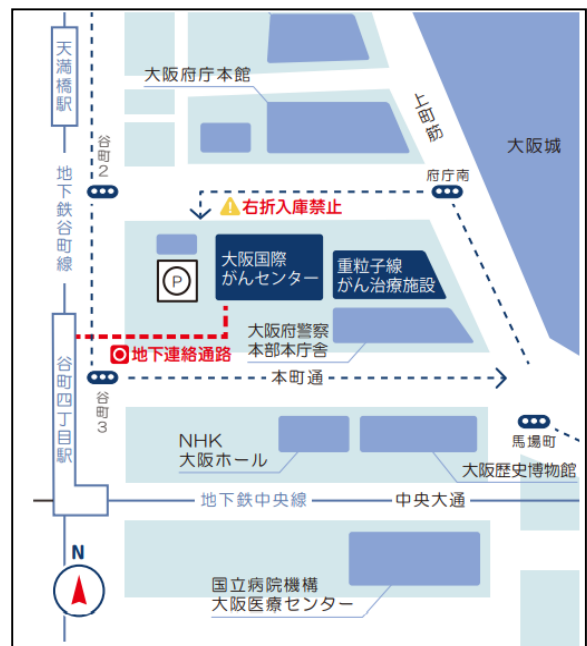 天満橋駅
大阪府庁本館
上町筋
大阪城
谷町2
府庁南
地下鉄谷町線
右折入庫禁止
大阪国際
がんセンター
重粒子線
がん治療施設
P
大阪府警察
本部本庁舎
地下連絡通路
本町通
谷町四丁目駅
谷町3
NHK
大阪ホール
馬場町
大阪歴史博物館
地下鉄中央線
中央大通
N
国立病院機構
大阪医療センター